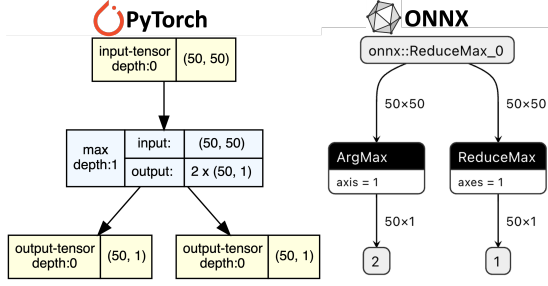 PyTorch
input-tensor
depth:0
(50, 50)
max
depth:1
input:
(50, 50)
output:
2 x (50, 1)
output-tensor
depth:0
(50, 1)
output-tensor
depth:0
(50, 1)
ONNX
onnx::ReduceMax_0
50×50
50×50
ArgMax
axis = 1
ReduceMax
axes = 1
50×1
50×1
2
1